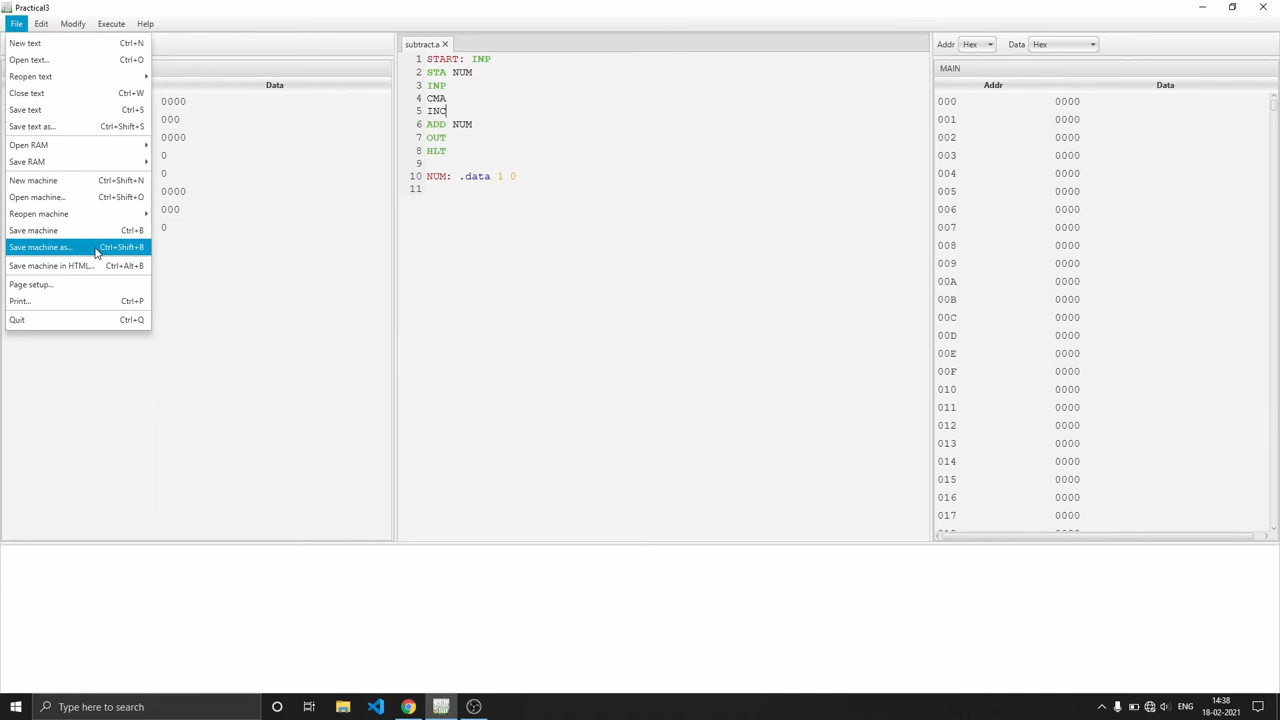 Practical3
File Edit Modify Execute Help
New text Ctrl+N
Open text... Ctrl+O
Reopen text
Close text Ctrl+W
Save text Ctrl+S
Save text as... Ctrl+Shift+S
Open RAM
Save RAM
New machine Ctrl+Shift+N
Open machine... Ctrl+Shift+O
Reopen machine
Save machine Ctrl+B
Save machine as... Ctrl+Shift+B
Save machine in HTML... Ctrl+Alt+B
Page setup...
Print... Ctrl+P
Quit Ctrl+Q
Data
0000
000
0000
0
0
0000
000
0
subtract.a
1 START: INP
2 STA NUM
3 INP
4 CMA
5 INC
6 ADD NUM
7 OUT
8 HLT
9
10 NUM: .data 1 0
11
Addr Hex Data Hex
MAIN
Addr Data
000 0000
001 0000
002 0000
003 0000
004 0000
005 0000
006 0000
007 0000
008 0000
009 0000
00A 0000
00B 0000
00C 0000
00D 0000
00E 0000
00F 0000
010 0000
011 0000
012 0000
013 0000
014 0000
015 0000
016 0000
017 0000
Type here to search
ENG
14:38
18-02-2021